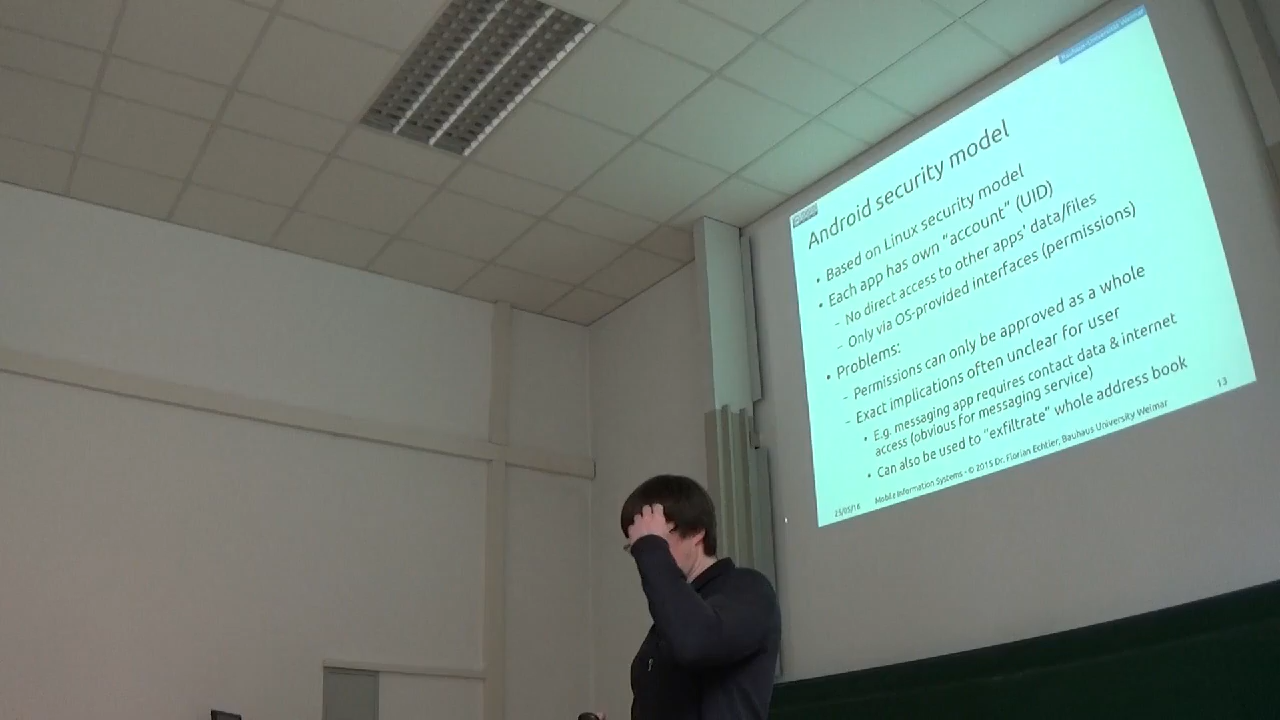 Android security model
• Based on Linux security model
• Each app has own "account" (UID)
– No direct access to other apps' data/files
– Only via OS-provided interfaces (permissions)
• Problems:
– Permissions can only be approved as a whole
– Exact implications often unclear for user
• E.g. messaging app requires contact data & internet
access (obvious for messaging service)
• Can also be used to "exfiltrate" whole address book
25/05/16
Mobile Information Systems - © 2015 Dr. Florian Echtler, Bauhaus University Weimar
13